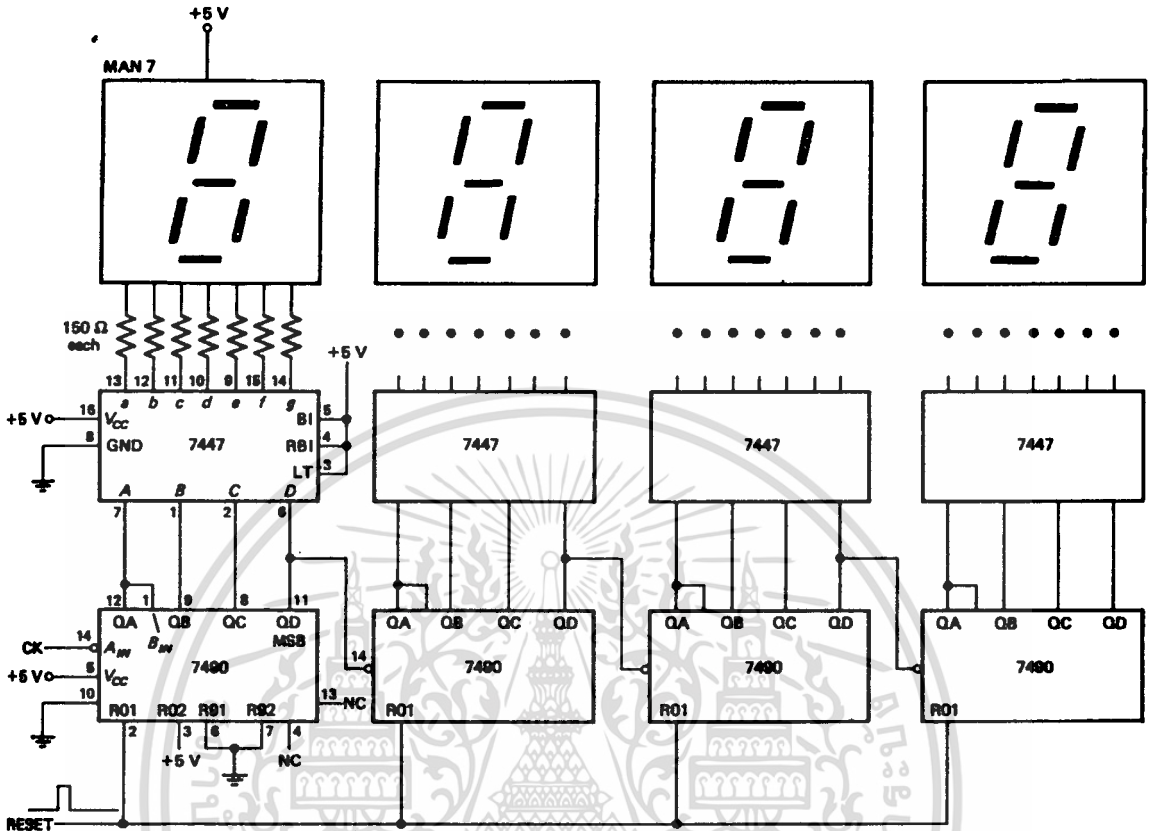 +5 V
MAN 7
150 Ω
each
+5 V
13 12 11 10 9 15 14
a b c d e f g
+5 V
16
VCC
BI
5
8
GND
7447
RBI
4
LT
3
A B C D
7 1 2 6
7447
7447
7447
12 1 9 8 11
QA BIN QB QC QD
MSB
CK
14
AIN
7490
+5 V
5
VCC
10
13
NC
R01 R02 R91 R92
2 3 6 7 4
+5 V
NC
14
QA QB QC QD
7490
R01
QA QB QC QD
7490
R01
QA QB QC QD
7490
R01
RESET